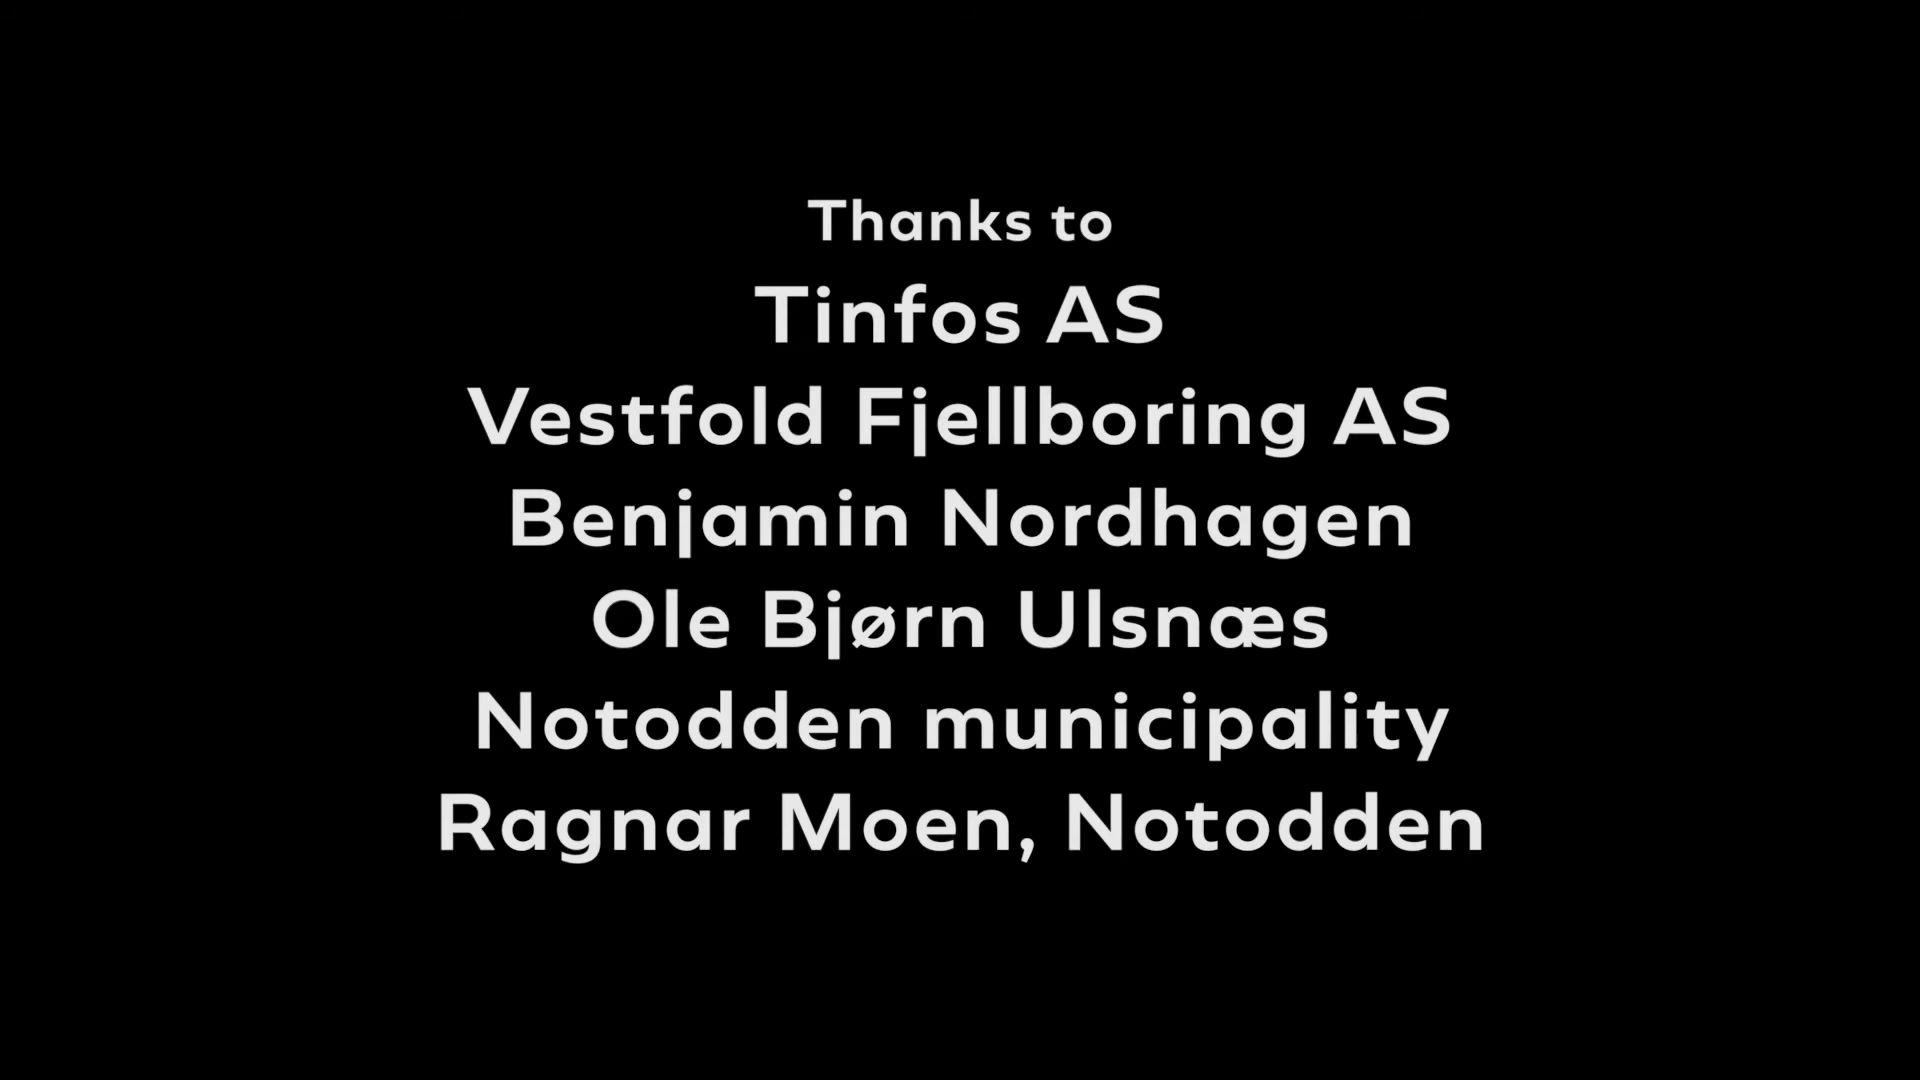 Thanks to
Tinfos AS
Vestfold Fjellboring AS
Benjamin Nordhagen
Ole Bjørn Ulsnæs
Notodden municipality
Ragnar Moen, Notodden